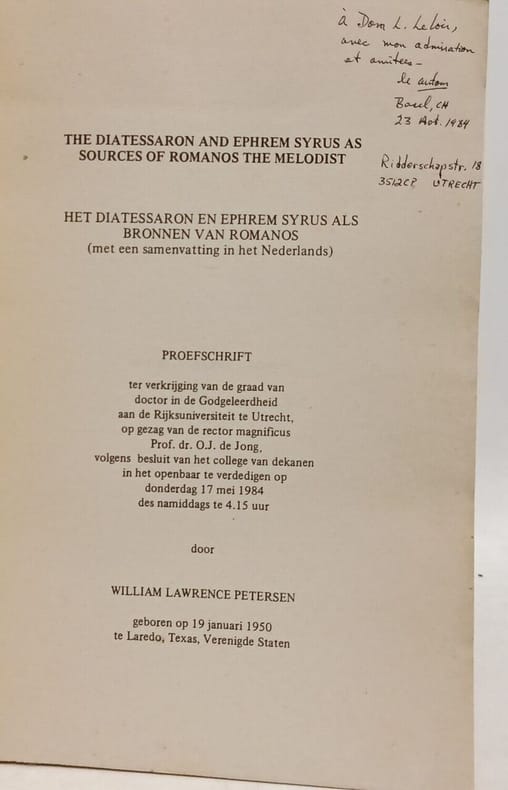 à Dom L. Leloir,
avec mon admiration
et amitees —
le autom
Basel, CH
23 Aot. 1984
Ridderschapstr. 18
3512CP UTRECHT
THE DIATESSARON AND EPHREM SYRUS AS
SOURCES OF ROMANOS THE MELODIST
HET DIATESSARON EN EPHREM SYRUS ALS
BRONNEN VAN ROMANOS
(met een samenvatting in het Nederlands)
PROEFSCHRIFT
ter verkrijging van de graad van
doctor in de Godgeleerdheid
aan de Rijksuniversiteit te Utrecht,
op gezag van de rector magnificus
Prof. dr. O.J. de Jong,
volgens besluit van het college van dekanen
in het openbaar te verdedigen op
donderdag 17 mei 1984
des namiddags te 4.15 uur
door
WILLIAM LAWRENCE PETERSEN
geboren op 19 januari 1950
te Laredo, Texas, Verenigde Staten